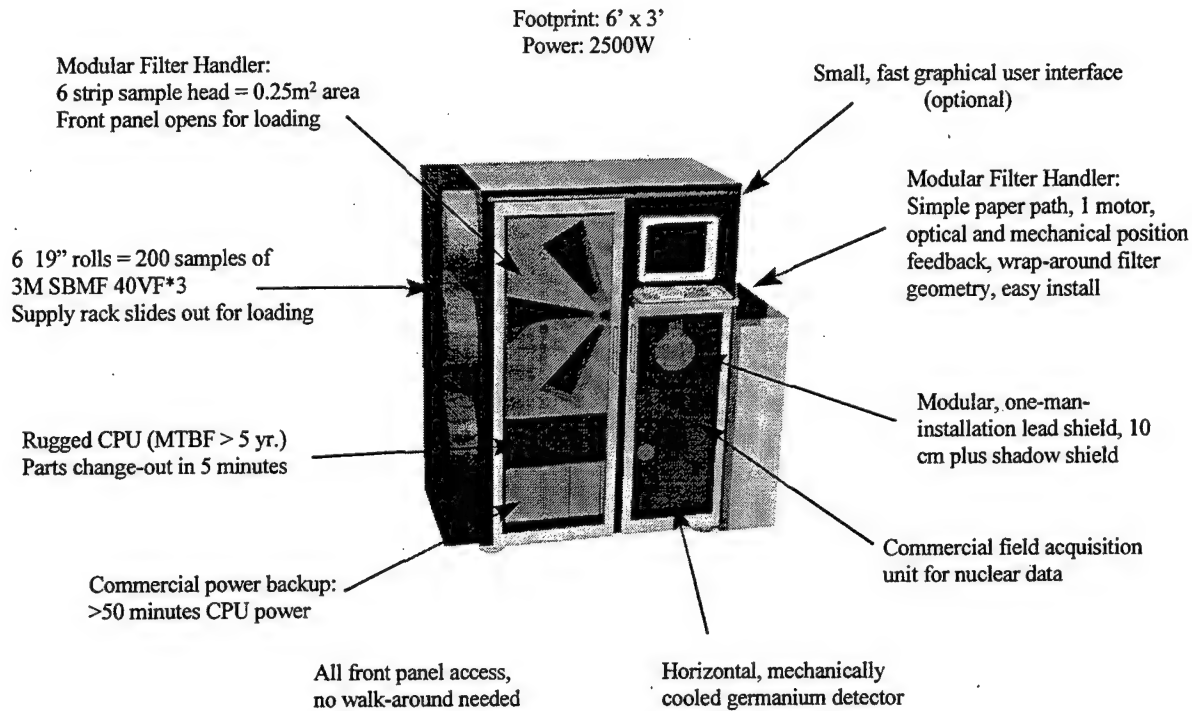 Footprint: 6’ x 3’
Power: 2500W
Modular Filter Handler:
6 strip sample head = 0.25m² area
Front panel opens for loading
Small, fast graphical user interface
(optional)
Modular Filter Handler:
Simple paper path, 1 motor,
optical and mechanical position
feedback, wrap-around filter
geometry, easy install
6 19” rolls = 200 samples of
3M SBMF 40VF*3
Supply rack slides out for loading
Modular, one-man-
installation lead shield, 10
cm plus shadow shield
Rugged CPU (MTBF > 5 yr.)
Parts change-out in 5 minutes
Commercial field acquisition
unit for nuclear data
Commercial power backup:
>50 minutes CPU power
All front panel access,
no walk-around needed
Horizontal, mechanically
cooled germanium detector